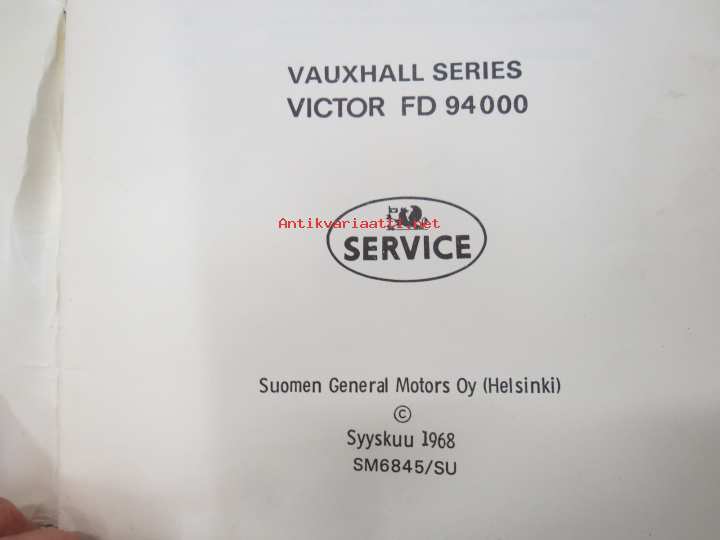 VAUXHALL SERIES
VICTOR FD 94000
Antikvariaatti.net
SERVICE
Suomen General Motors Oy (Helsinki)
©
Syyskuu 1968
SM6845/SU